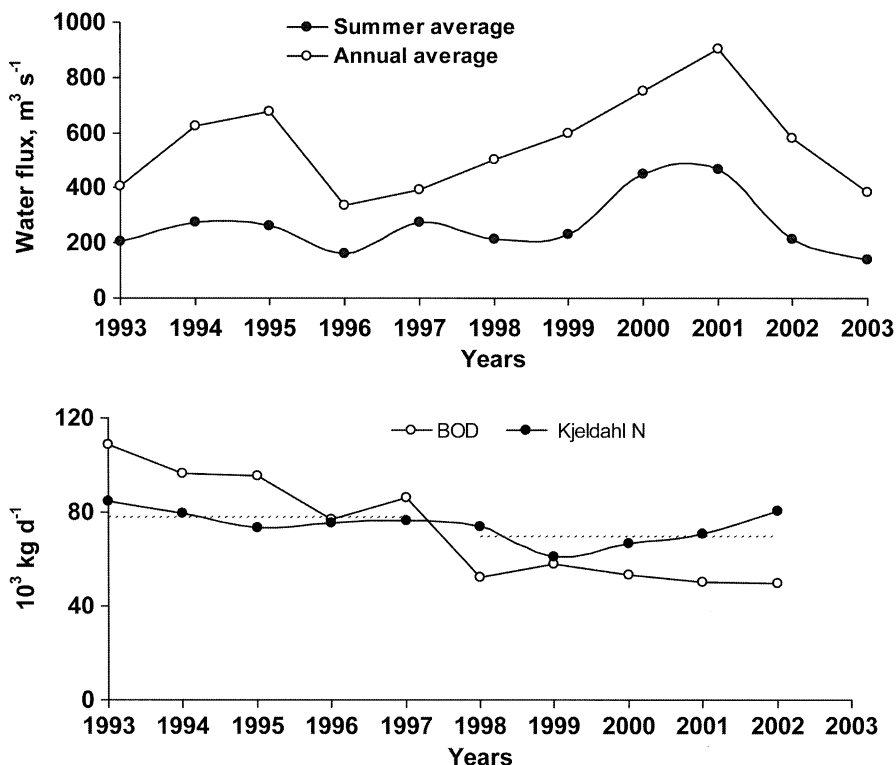 1000
Summer average
Annual average
800
600
400
200
0
Water flux, m³ s⁻¹
1993 1994 1995 1996 1997 1998 1999 2000 2001 2002 2003
Years
120
BOD Kjeldahl N
80
40
0
10³ kg d⁻¹
1993 1994 1995 1996 1997 1998 1999 2000 2001 2002 2003
Years